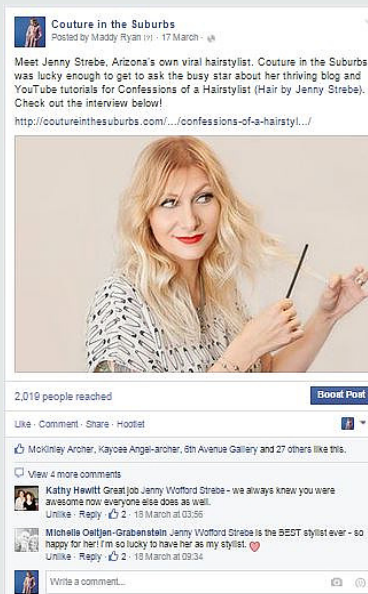 Couture in the Suburbs
Posted by Maddy Ryan [?] · 17 March ·
Meet Jenny Strebe, Arizona's own viral hairstylist. Couture in the Suburbs
was lucky enough to get to ask the busy star about her thriving blog and
YouTube tutorials for Confessions of a Hairstylist (Hair by Jenny Strebe).
Check out the interview below!
http://coutureinthesuburbs.com/.../confessions-of-a-hairstyl.../
2,019 people reached
Boost Post
Like · Comment · Share · Hootlet
McKinley Archer, Kaycee Angel-archer, 5th Avenue Gallery and 27 others like this.
View 4 more comments
Kathy Hewitt Great job Jenny Wofford Strebe - we always knew you were
awesome now everyone else does as well.
Unlike · Reply · 2 · 18 March at 03:56
Michelle Oeltjen-Grabenstein Jenny Wofford Strebe is the BEST stylist ever - so
happy for her! I'm so lucky to have her as my stylist.
Unlike · Reply · 2 · 18 March at 09:34
Write a comment...